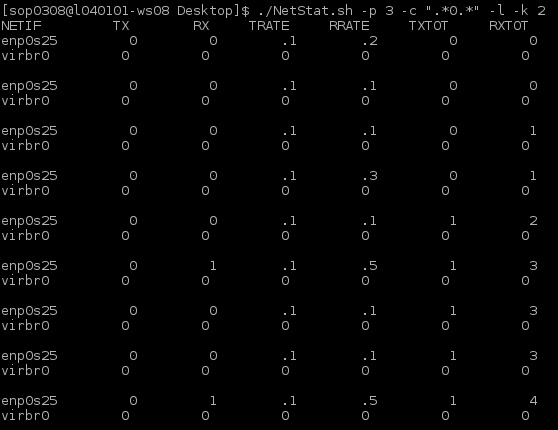 [sop0308@l040101-ws08 Desktop]$ ./NetStat.sh -p 3 -c ".*0.*" -l -k 2
NETIF TX RX TRATE RRATE TXTOT RXTOT
enp0s25 0 0 .1 .2 0 0
virbr0 0 0 0 0 0 0
enp0s25 0 0 .1 .1 0 0
virbr0 0 0 0 0 0 0
enp0s25 0 0 .1 .1 0 1
virbr0 0 0 0 0 0 0
enp0s25 0 0 .1 .3 0 1
virbr0 0 0 0 0 0 0
enp0s25 0 0 .1 .1 1 2
virbr0 0 0 0 0 0 0
enp0s25 0 1 .1 .5 1 3
virbr0 0 0 0 0 0 0
enp0s25 0 0 .1 .1 1 3
virbr0 0 0 0 0 0 0
enp0s25 0 0 .1 .1 1 3
virbr0 0 0 0 0 0 0
enp0s25 0 1 .1 .5 1 4
virbr0 0 0 0 0 0 0